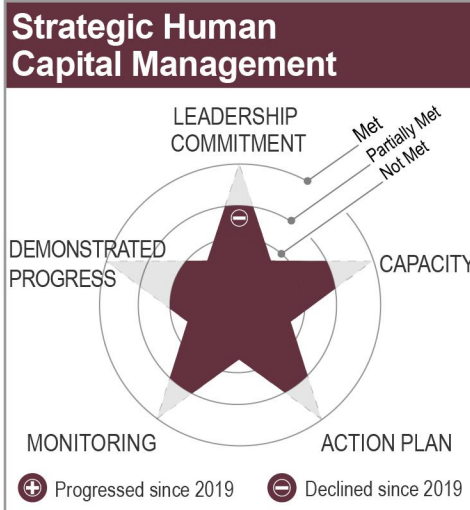 Strategic Human
Capital Management
LEADERSHIP
COMMITMENT
Met
Partially Met
Not Met
DEMONSTRATED
PROGRESS
CAPACITY
MONITORING
ACTION PLAN
Progressed since 2019
Declined since 2019